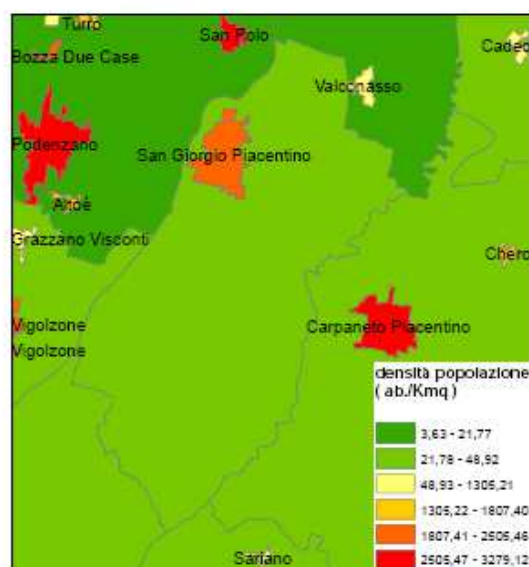 Turro
San Polo
Bozza Due Case
Cadeo
Valconasso
Podenzano
San Giorgio Piacentino
Altoè
Grazzano Visconti
Chero
Vigolzone
Carpaneto Piacentino
Vigolzone
densità popolazione
( ab./Kmq )
3,63 - 21,77
21,78 - 48,92
48,93 - 1305,21
1305,22 - 1807,40
1807,41 - 2505,46
2505,47 - 3279,12
Sariano